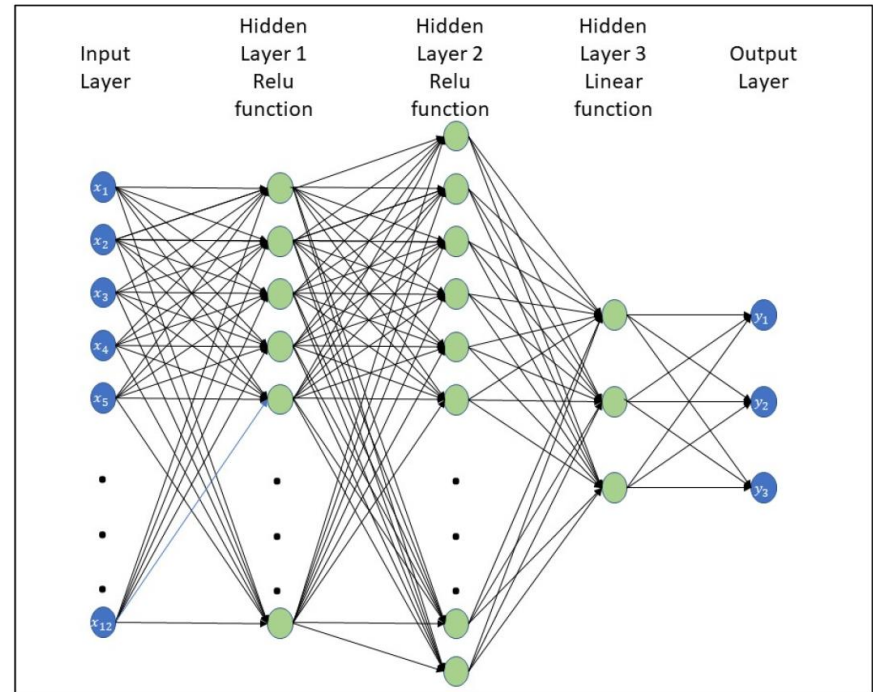 Input
Layer
Hidden
Layer 1
Relu
function
Hidden
Layer 2
Relu
function
Hidden
Layer 3
Linear
function
Output
Layer
x₁
x₂
x₃
x₄
x₅
x₁₂
y₁
y₂
y₃